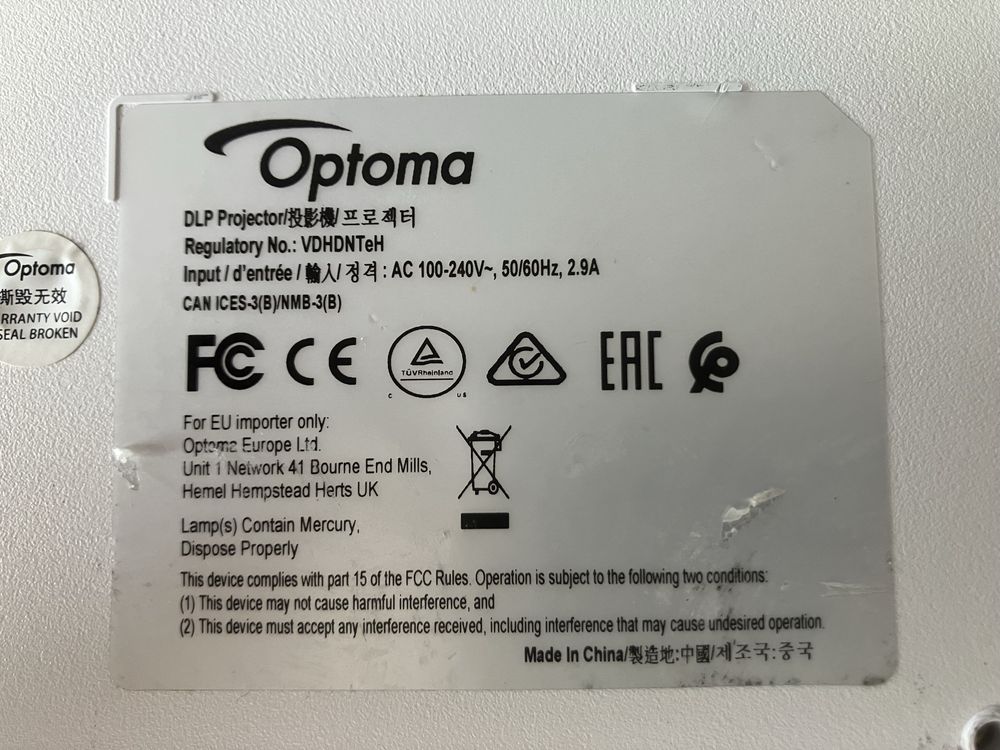 Optoma
DLP Projector/投影機/프로젝터
Regulatory No.: VDHDNTeH
Input / d'entrée / 輸入/ 정격 : AC 100-240V~, 50/60Hz, 2.9A
CAN ICES-3(B)/NMB-3(B)
FC CE TÜVRheinland EAC
C US
For EU importer only:
Optoma Europe Ltd.
Unit 1 Network 41 Bourne End Mills,
Hemel Hempstead Herts UK
Lamp(s) Contain Mercury,
Dispose Properly
This device complies with part 15 of the FCC Rules. Operation is subject to the following two conditions:
(1) This device may not cause harmful interference, and
(2) This device must accept any interference received, including interference that may cause undesired operation.
Made In China/製造地:中國/제조국:중국
Optoma
撕毁无效
RRANTY VOID
SEAL BROKEN